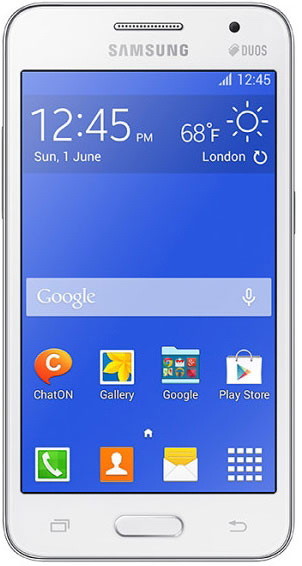 SAMSUNG DUOS
12:45
12:45 PM 68°F
Sun, 1 June London
Google
ChatON Gallery Google Play Store